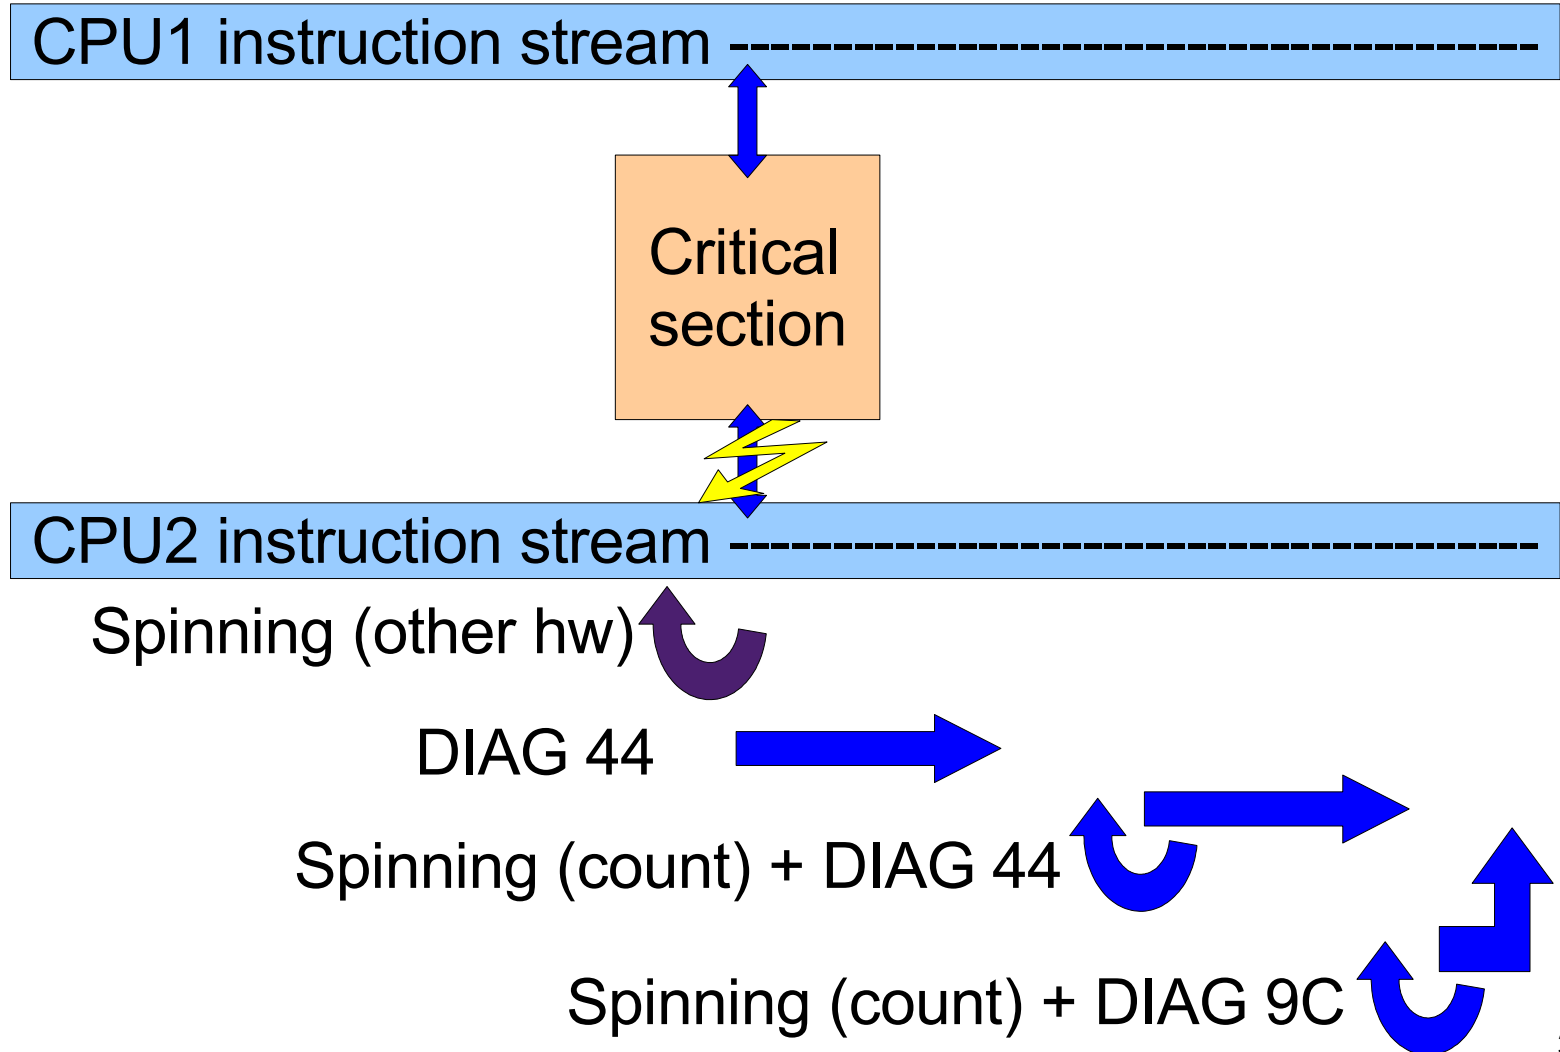 CPU1 instruction stream ---------------------------------------
Critical
section
CPU2 instruction stream ---------------------------------------
Spinning (other hw)
DIAG 44
Spinning (count) + DIAG 44
Spinning (count) + DIAG 9C